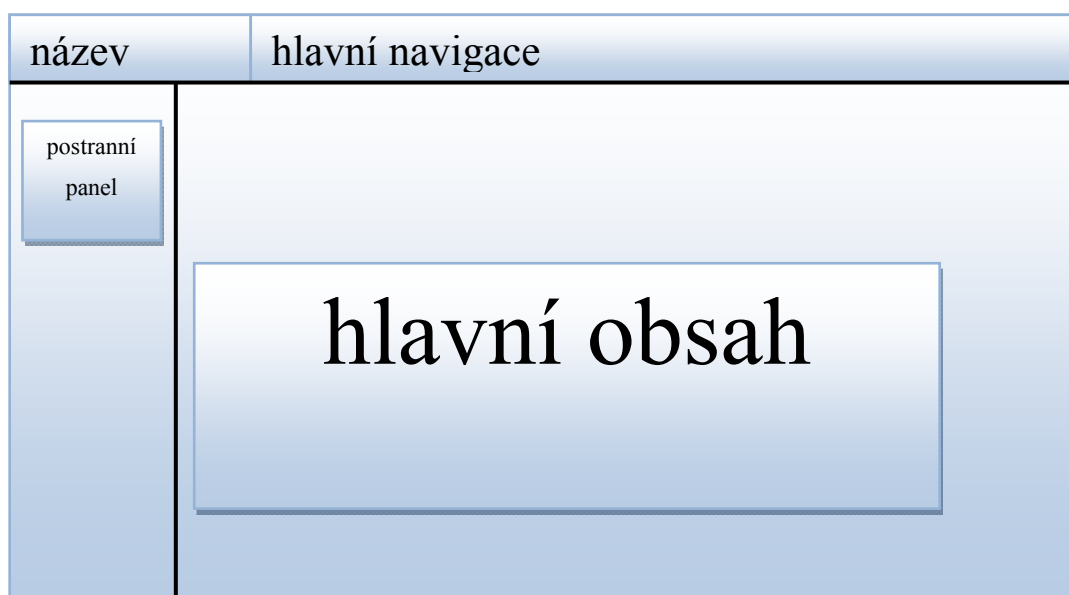 název
hlavní navigace
postranní
panel
hlavní obsah